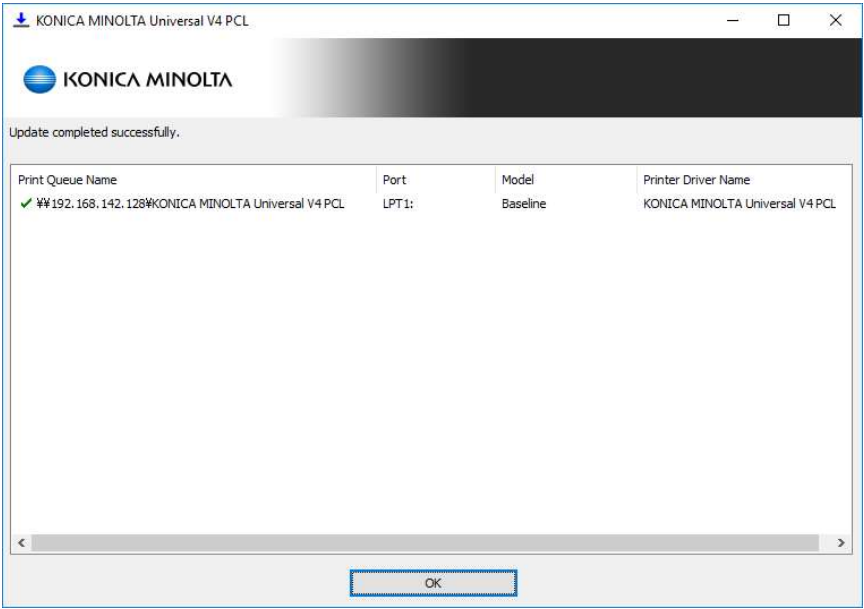 KONICA MINOLTA Universal V4 PCL
KONICA MINOLTA
Update completed successfully.
Print Queue Name Port Model Printer Driver Name
¥¥192.168.142.128¥KONICA MINOLTA Universal V4 PCL LPT1: Baseline KONICA MINOLTA Universal V4 PCL
OK